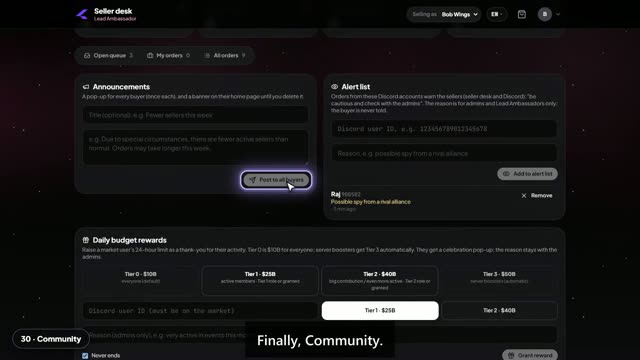 Seller desk
Lead Ambassador
Selling as Bob Wings
EN
B
Open queue 3
My orders 0
All orders 9
Announcements
A pop-up for every buyer (once each), and a banner on their home page until you delete it.
Title (optional) e.g. Fewer sellers this week
e.g. Due to special circumstances, there are fewer active sellers than
normal. Orders may take longer this week.
Post to all buyers
Alert list
Orders from these Discord accounts warn the sellers (seller desk and Discord): "be
cautious and check with the admins". The reason is for admins and Lead Ambassadors only;
the buyer is never told.
Discord user ID, e.g. 123456789012345678
Reason, e.g. possible spy from a rival alliance
Add to alert list
Raj
Possible spy from a rival alliance
Remove
Daily budget rewards
Raise a market user's 24-hour limit as a thank-you for their activity. Tier 0 is $10B for everyone; server boosters get Tier 3 automatically. They get a celebration pop-up; the reason stays with the
admins.
Tier 0 · $10B
everyone (default)
Tier 1 · $25B
active members · Tier 1 role or granted
Tier 2 · $40B
big contribution / even more active · Tier 2 role or
granted
Tier 3 · $50B
server boosters (automatic)
Discord user ID (must be on the market)
Tier 1 · $25B
Tier 2 · $40B
Reason (admins only), e.g. very active in events this mo
Never ends
Grant reward
30 · Community
Finally, Community.